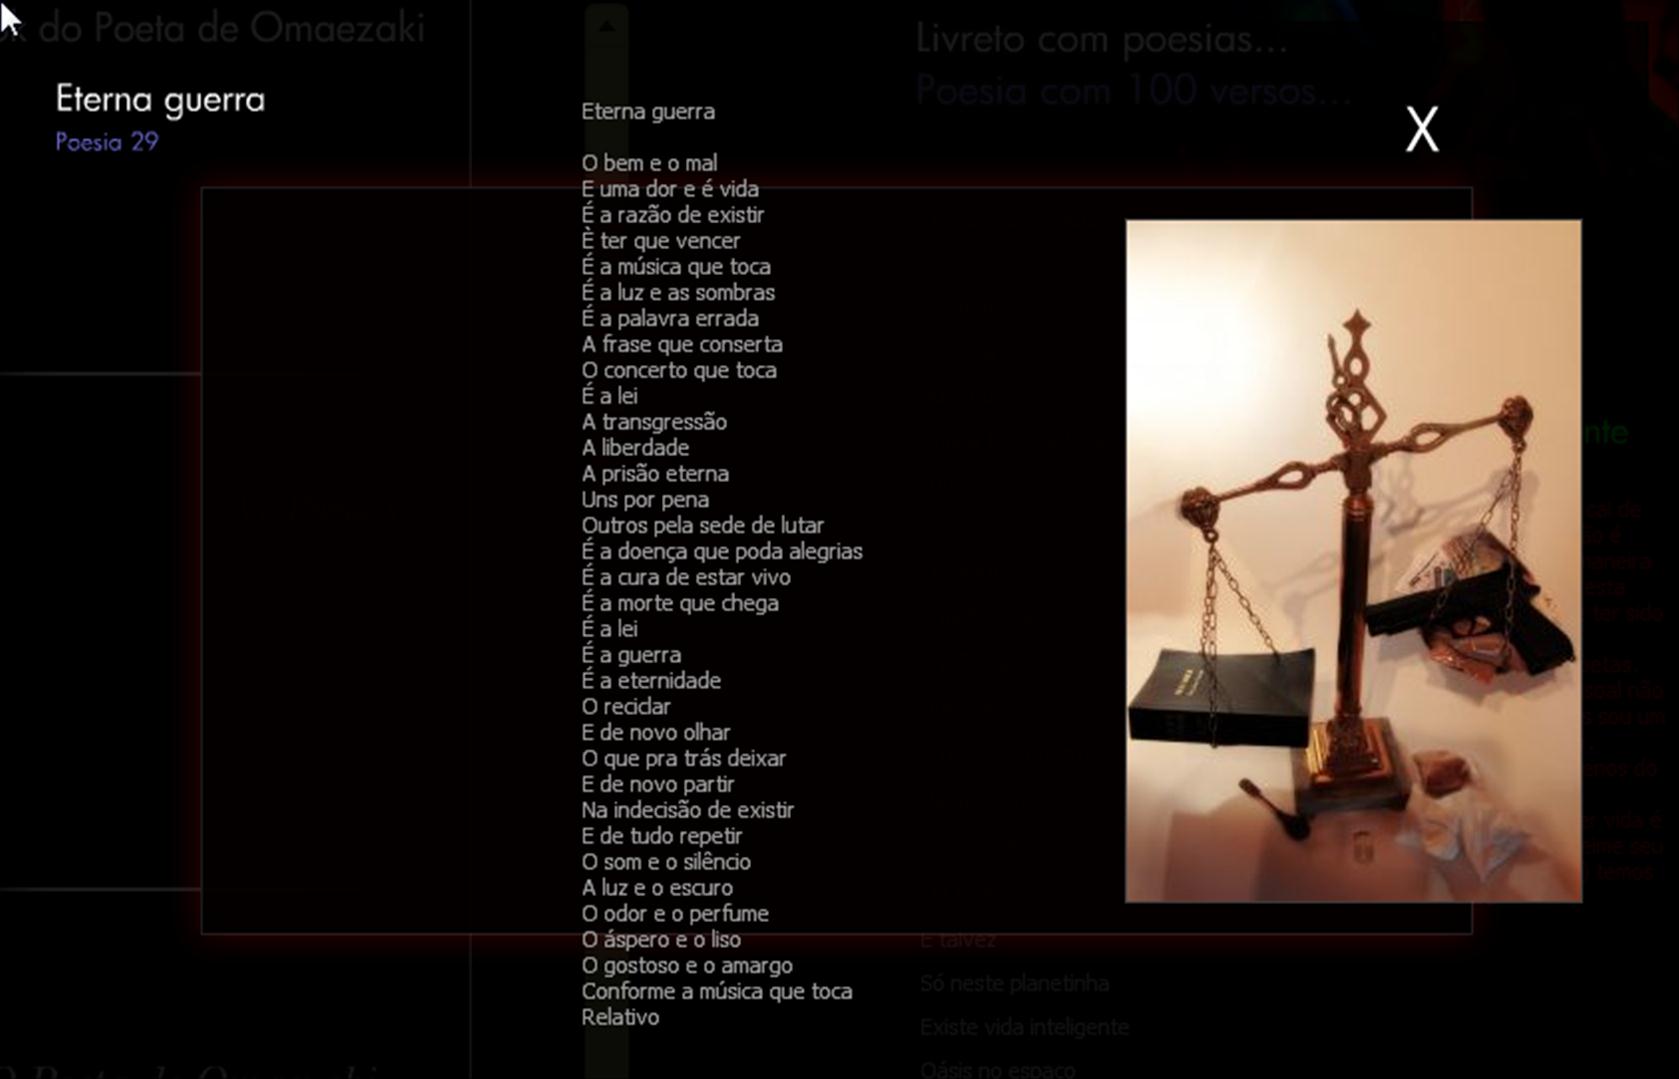 do Poeta de Omaezaki
Livreto com poesias...
Poesia com 100 versos...
Eterna guerra
Poesia 29
X
Eterna guerra
O bem e o mal
E uma dor e é vida
É a razão de existir
È ter que vencer
É a música que toca
É a luz e as sombras
É a palavra errada
A frase que conserta
O concerto que toca
É a lei
A transgressão
A liberdade
A prisão eterna
Uns por pena
Outros pela sede de lutar
É a doença que poda alegrias
É a cura de estar vivo
É a morte que chega
É a lei
É a guerra
É a eternidade
O reciclar
E de novo olhar
O que pra trás deixar
E de novo partir
Na indecisão de existir
E de tudo repetir
O som e o silêncio
A luz e o escuro
O odor e o perfume
O áspero e o liso
O gostoso e o amargo
Conforme a música que toca
Relativo
E talvez
Só neste planetinha
Existe vida inteligente
Oásis no espaço